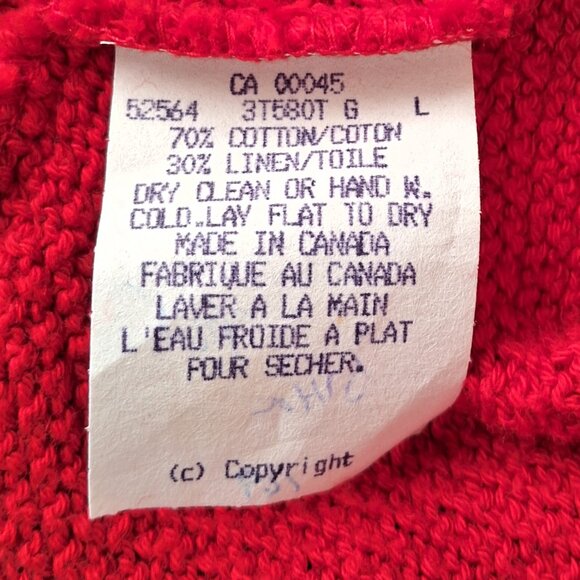 CA 00045
52564 3T580T G L
70% COTTON/COTON
30% LINEN/TOILE
DRY CLEAN OR HAND W.
COLD.LAY FLAT TO DRY
MADE IN CANADA
FABRIQUE AU CANADA
LAVER A LA MAIN
L'EAU FROIDE A PLAT
POUR SECHER.
(c) Copyright